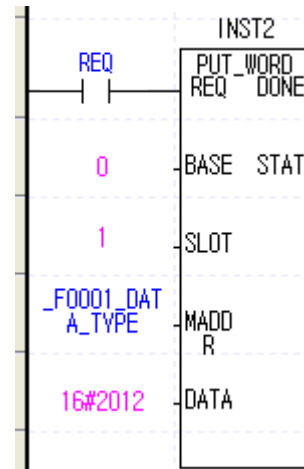 INST2
REQ
PUT_WORD
REQ DONE
0
BASE STAT
1
SLOT
_F0001_DAT
A_TYPE
MADD
R
16#2012
DATA